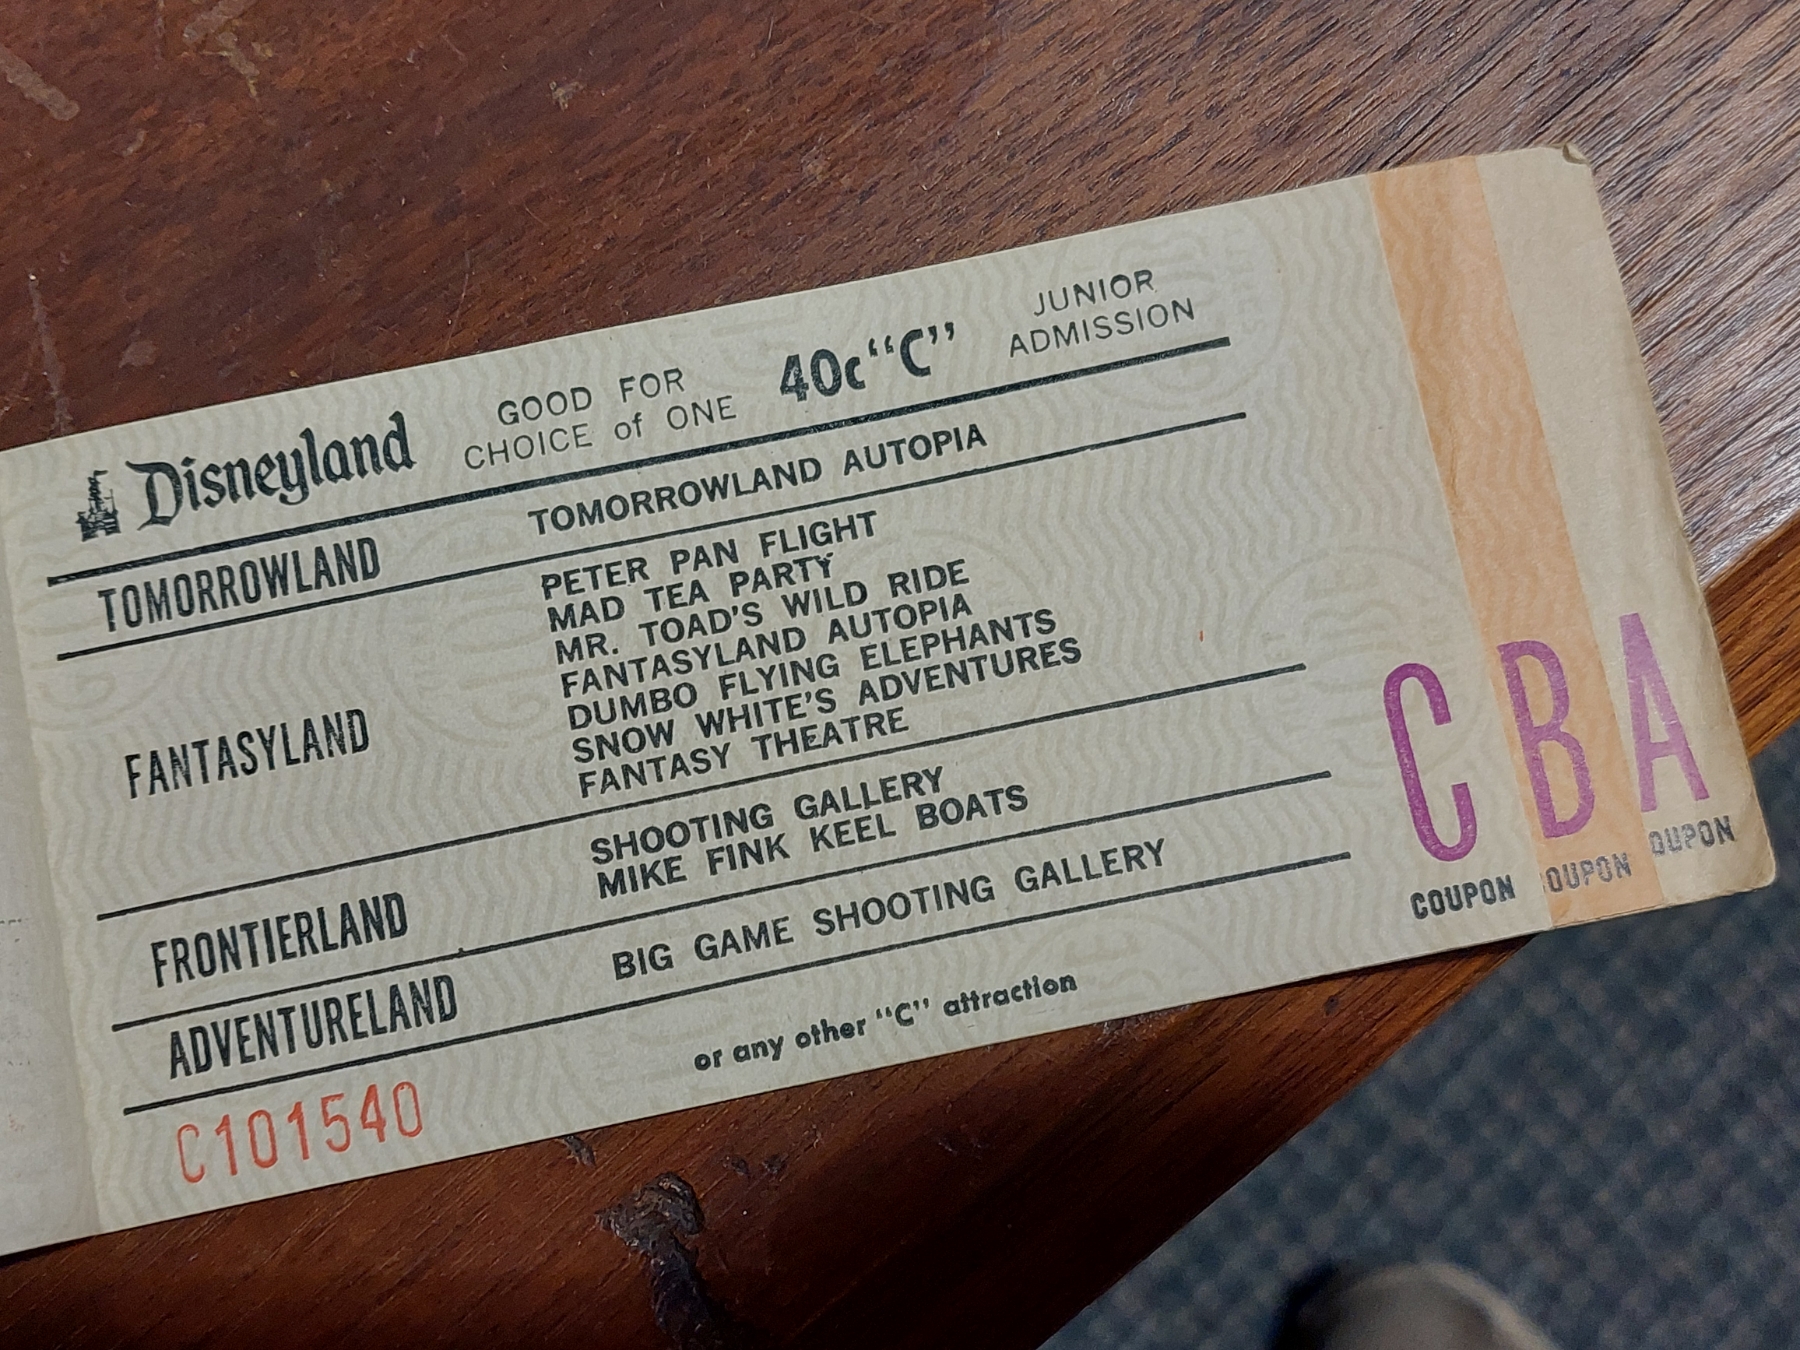 Disneyland
GOOD FOR
CHOICE of ONE
40c "C"
JUNIOR
ADMISSION
TOMORROWLAND
TOMORROWLAND AUTOPIA
FANTASYLAND
PETER PAN FLIGHT
MAD TEA PARTY
MR. TOAD'S WILD RIDE
FANTASYLAND AUTOPIA
DUMBO FLYING ELEPHANTS
SNOW WHITE'S ADVENTURES
FANTASY THEATRE
FRONTIERLAND
SHOOTING GALLERY
MIKE FINK KEEL BOATS
ADVENTURELAND
BIG GAME SHOOTING GALLERY
or any other "C" attraction
C101540
C
COUPON
B
OUPON
A
OUPON